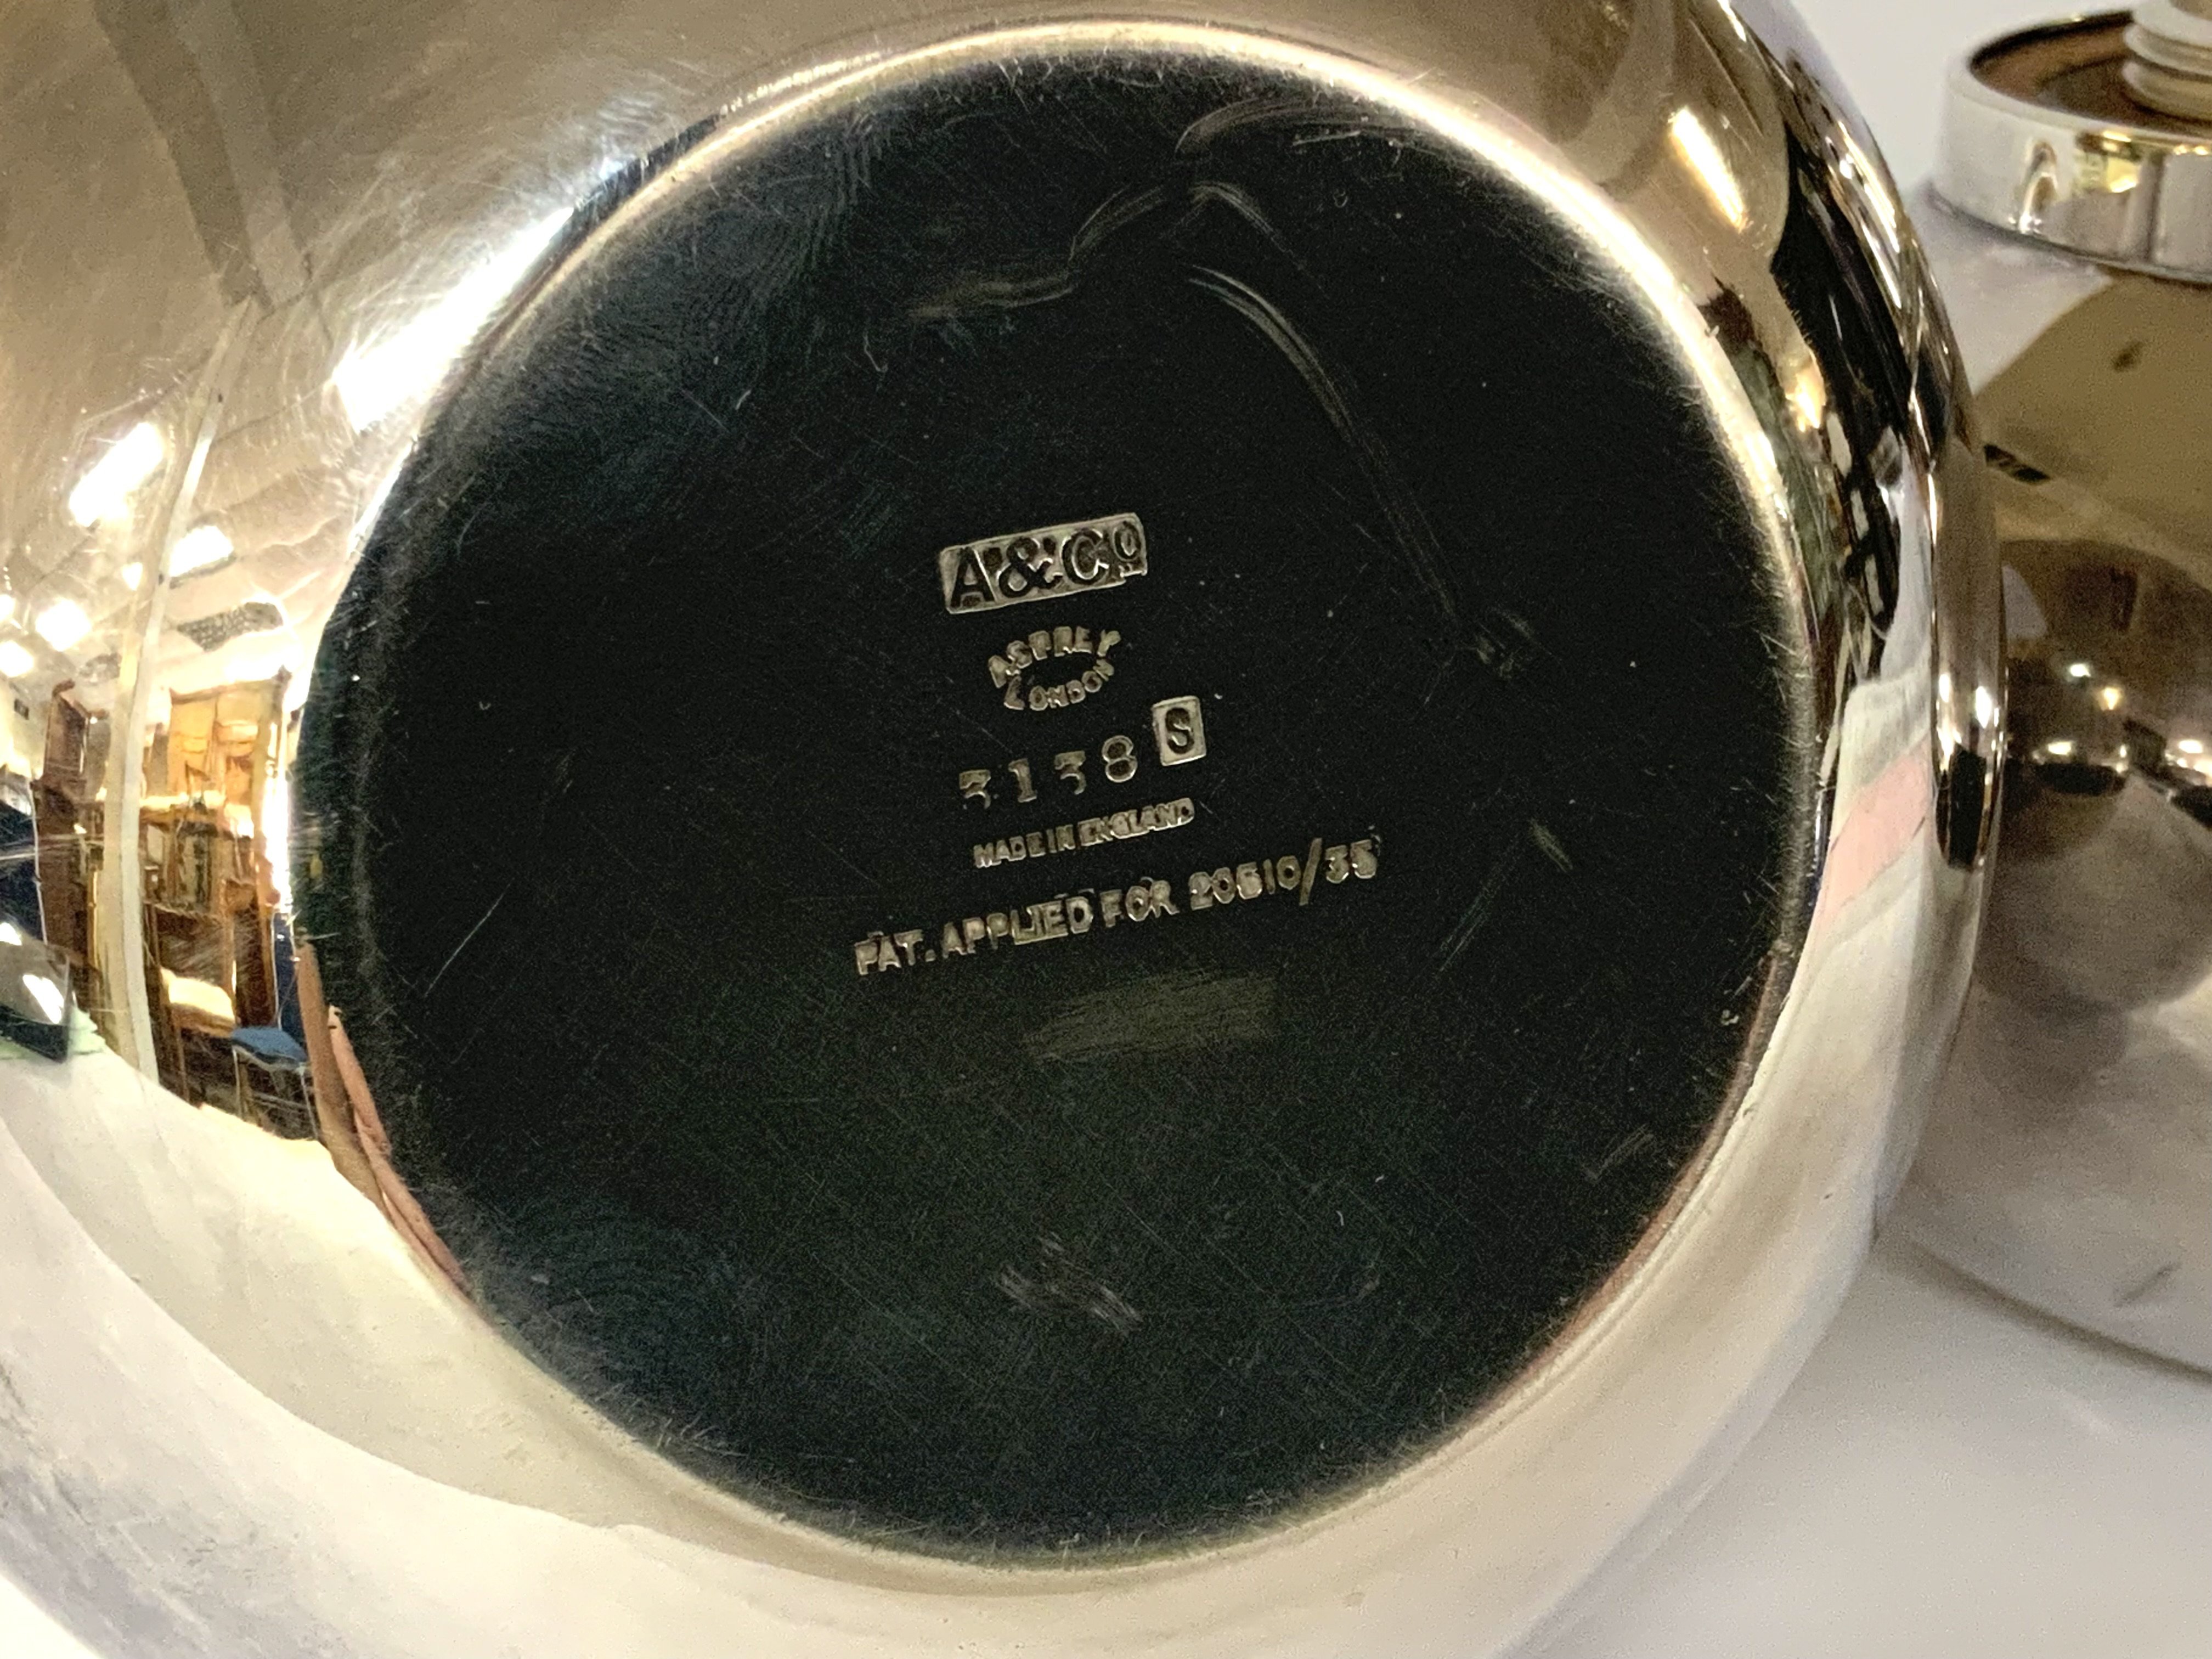 A&Co
ASPREY
LONDON
3138 S
MADE IN ENGLAND
PAT. APPLIED FOR 20510/35